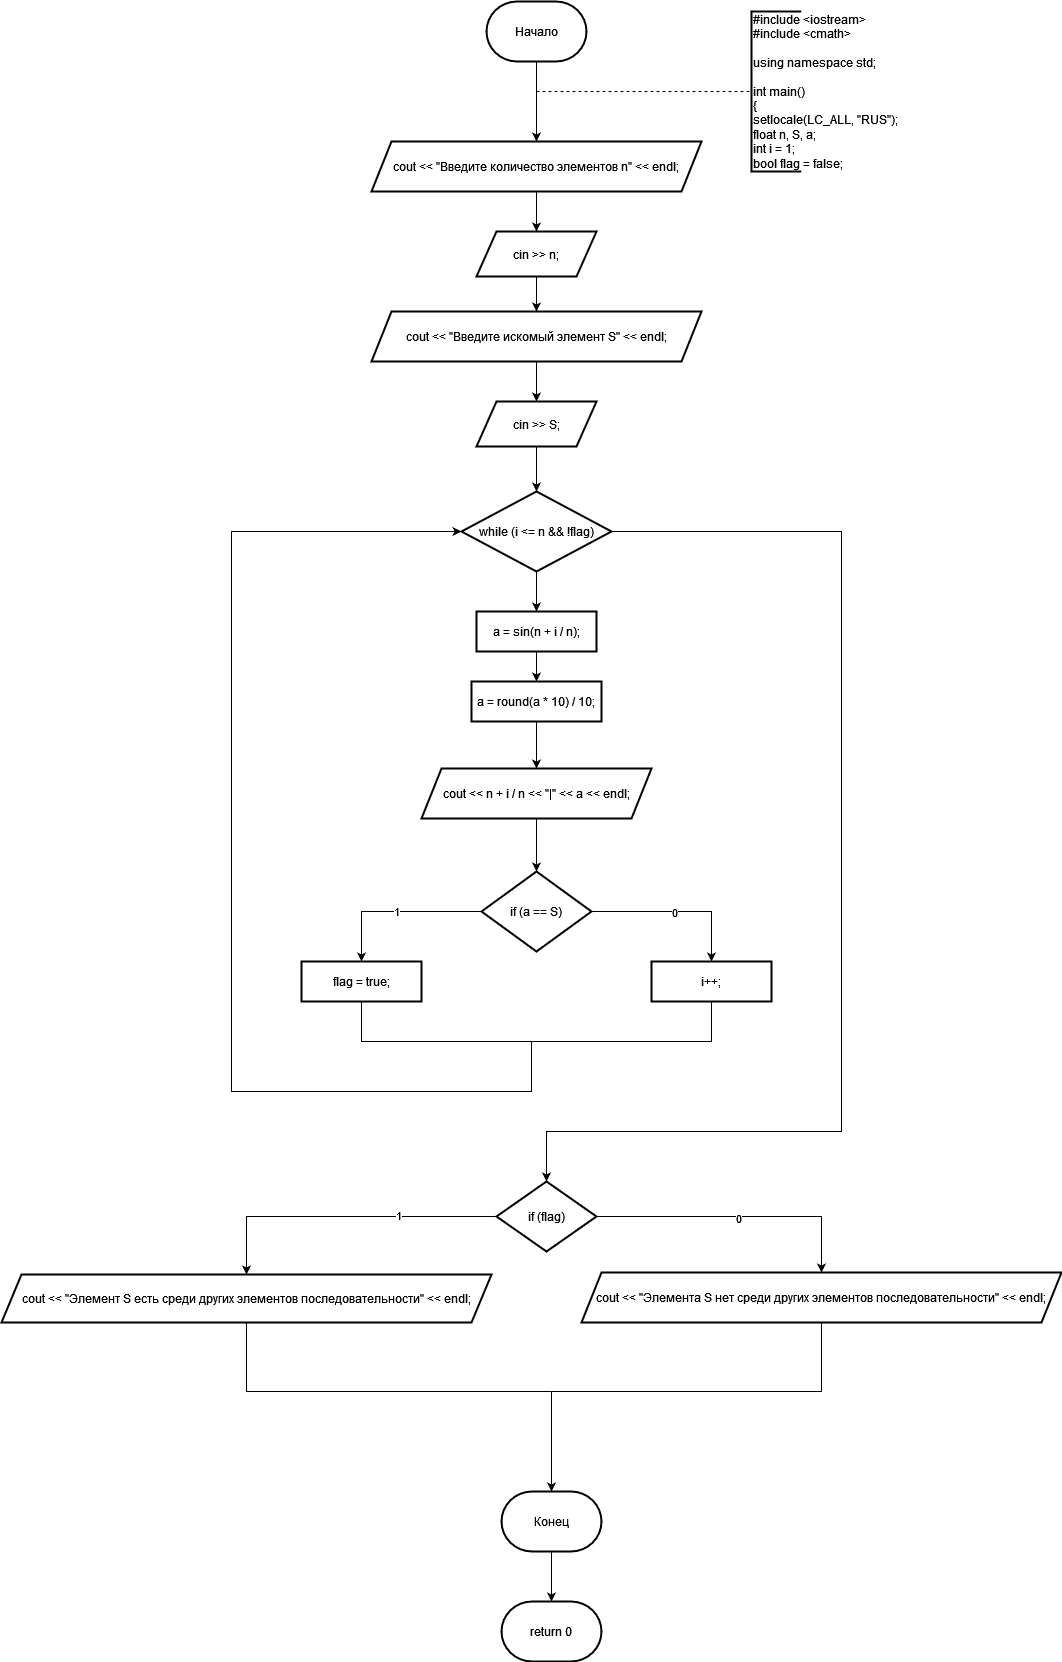 Начало
#include <iostream>
#include <cmath>
using namespace std;
int main()
{
setlocale(LC_ALL, "RUS");
float n, S, a;
int i = 1;
bool flag = false;
cout << "Введите количество элементов n" << endl;
cin >> n;
cout << "Введите искомый элемент S" << endl;
cin >> S;
while (i <= n && !flag)
a = sin(n + i / n);
a = round(a * 10) / 10;
cout << n + i / n << "|" << a << endl;
if (a == S)
1
0
flag = true;
i++;
if (flag)
1
0
cout << "Элемент S есть среди других элементов последовательности" << endl;
cout << "Элемента S нет среди других элементов последовательности" << endl;
Конец
return 0